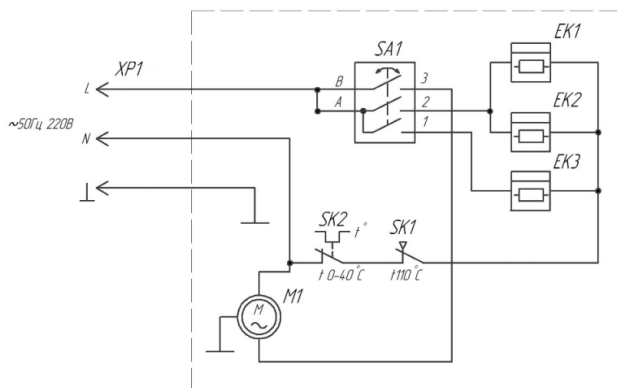 EK1
SA1
XP1
L
B
3
A
2
EK2
1
~50Гц 220В
N
EK3
SK2
t°
SK1
t 0-40°C
t110°C
M1
M